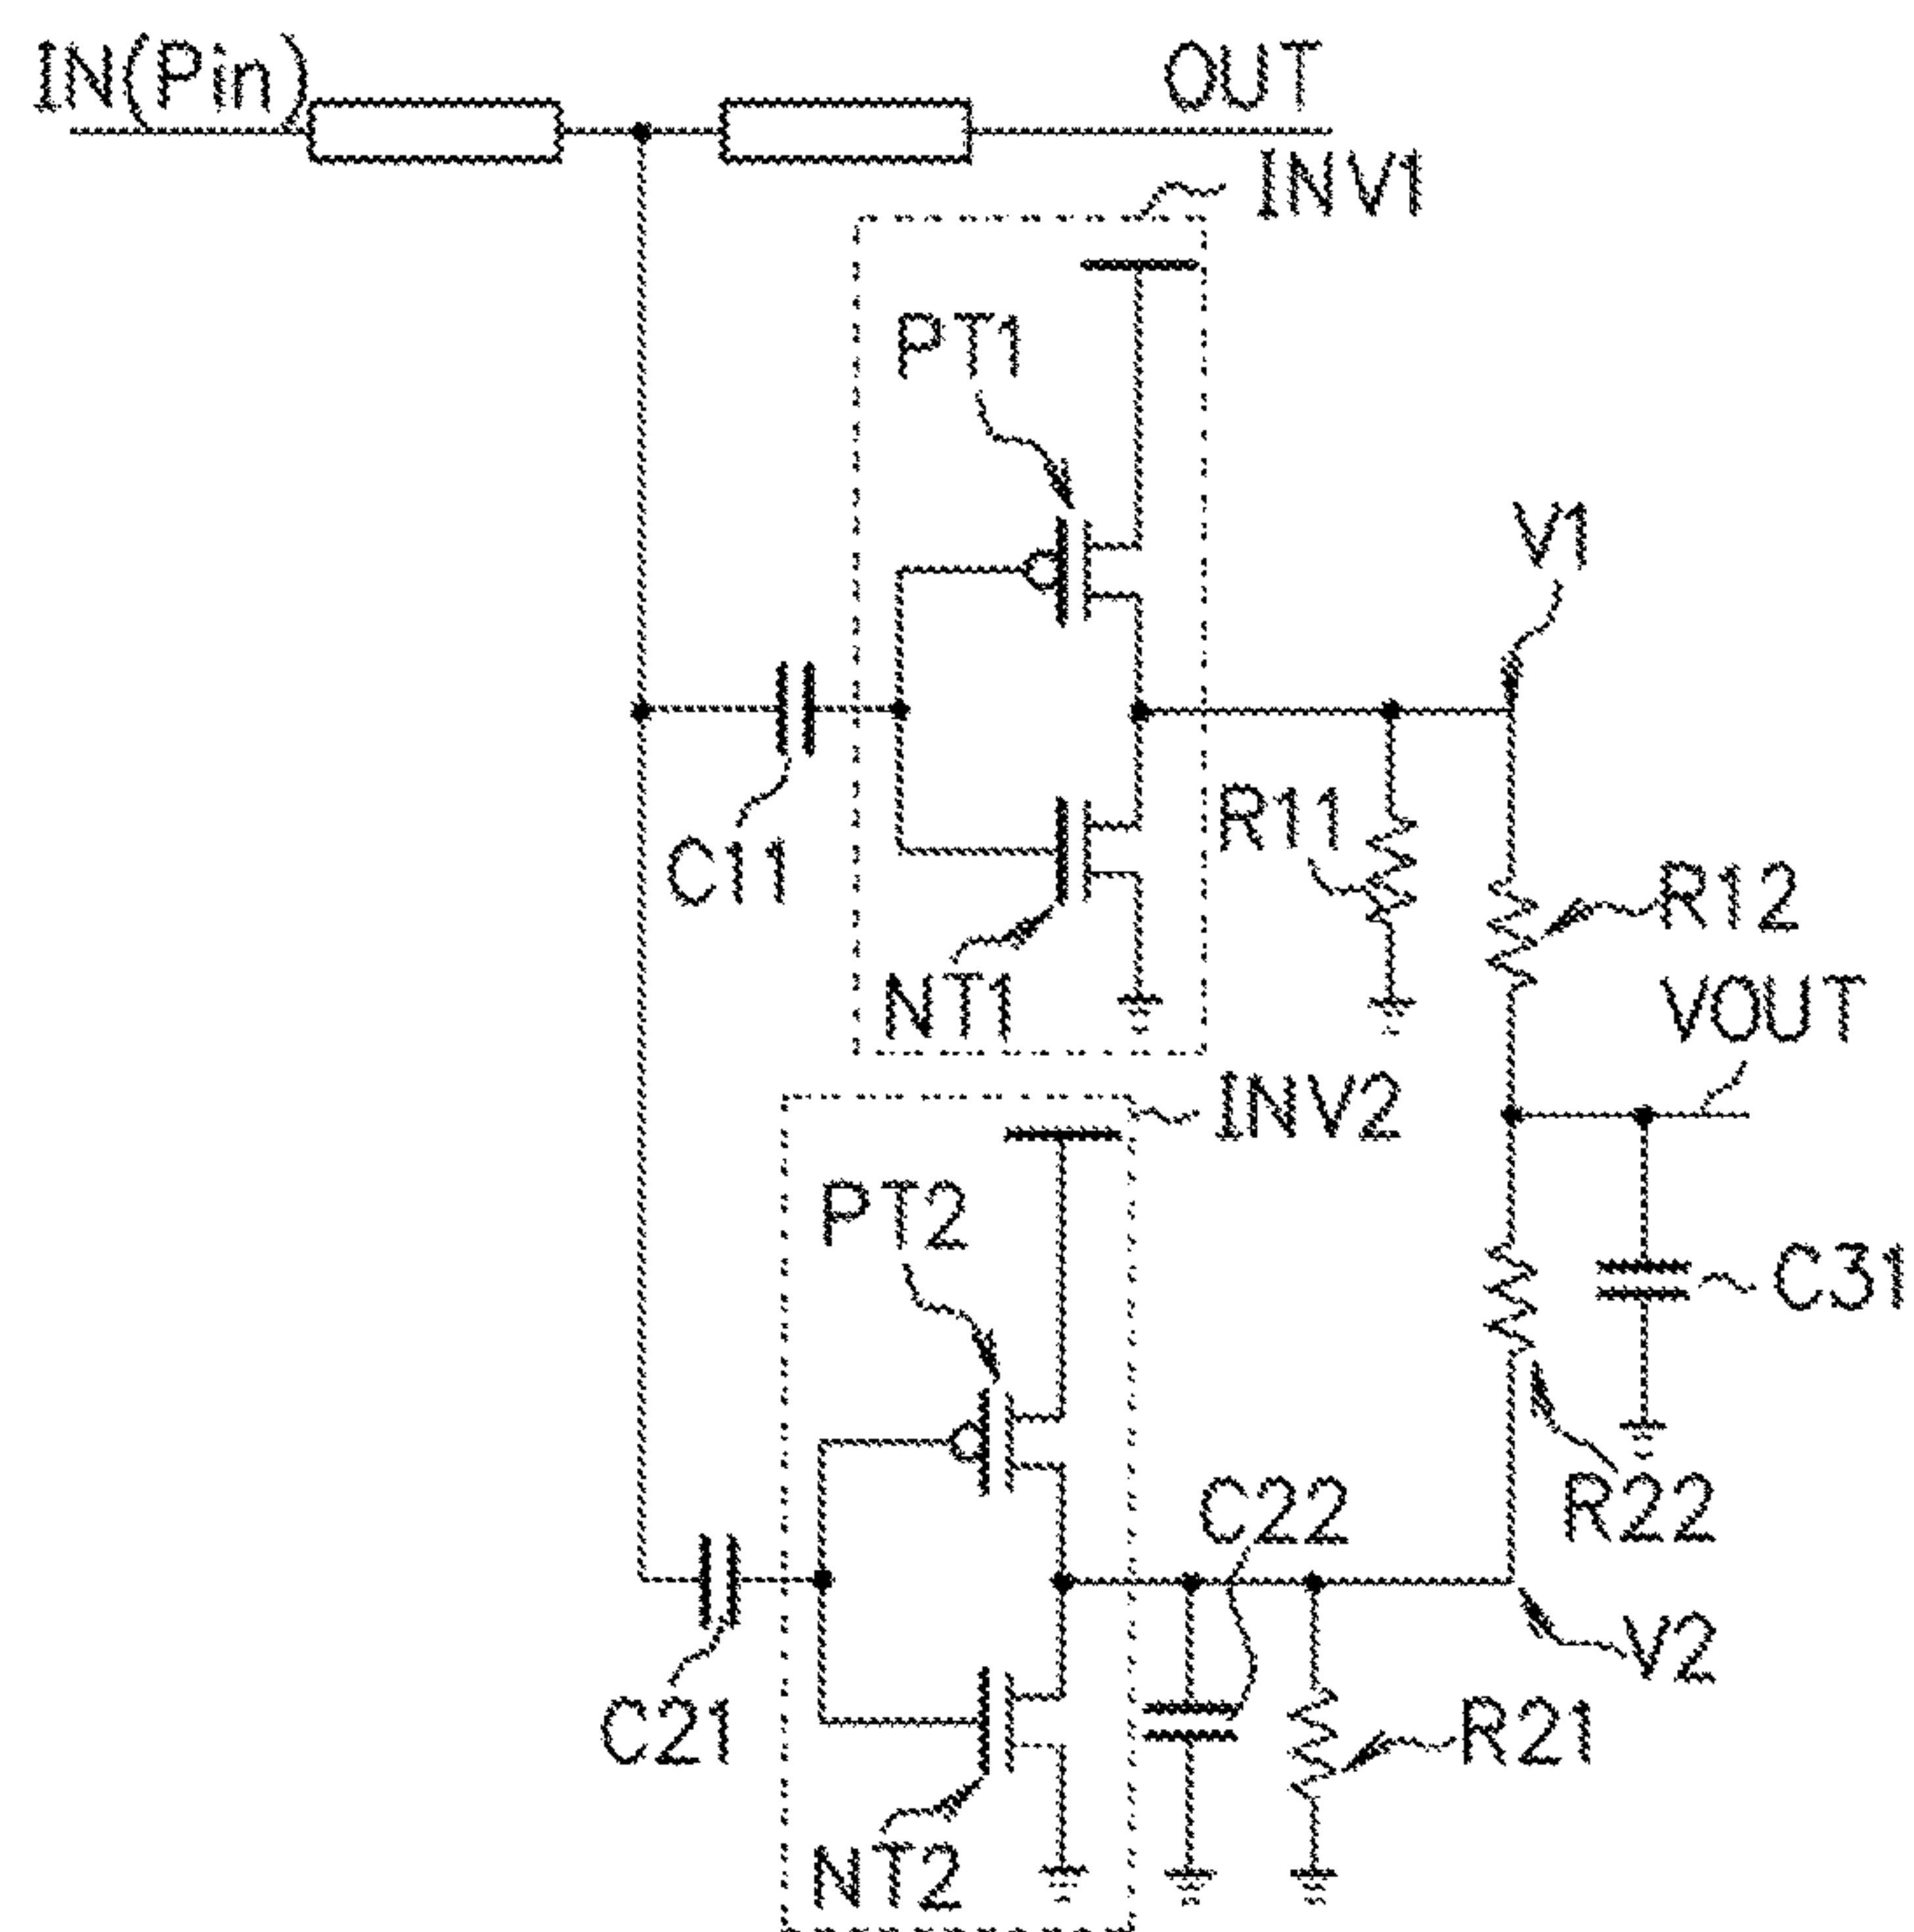 IN(Pin)
OUT
INV1
PT1
V1
R11
C11
R12
NT1
VOUT
INV2
PT2
C31
R22
C22
V2
C21
R21
NT2